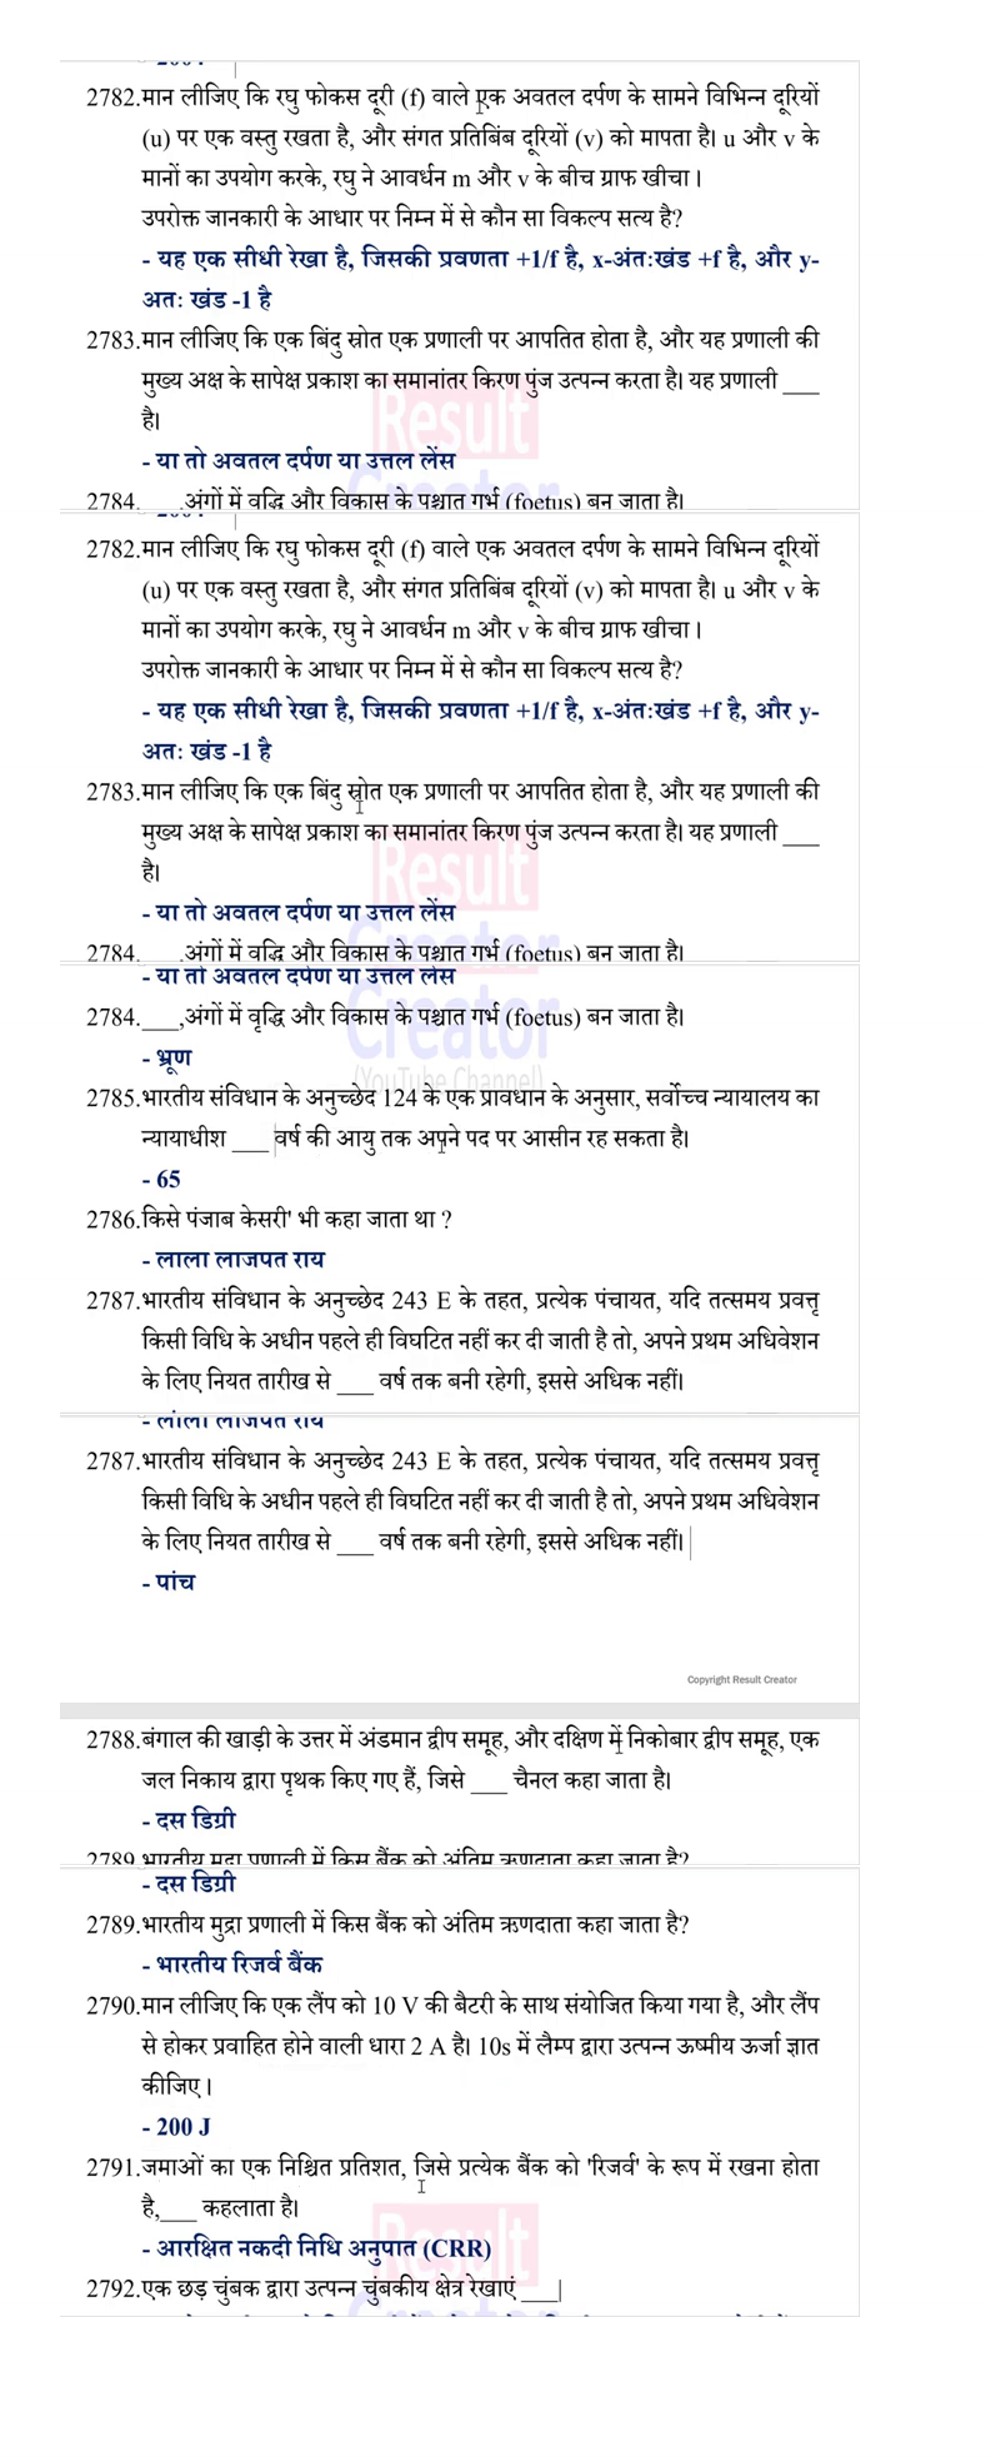 2782.मान लीजिए कि रघु फोकस दूरी (f) वाले एक अवतल दर्पण के सामने विभिन्न दूरियों
(u) पर एक वस्तु रखता है, और संगत प्रतिबिंब दूरियों (v) को मापता है। u और v के
मानों का उपयोग करके, रघु ने आवर्धन m और v के बीच ग्राफ खीचा।
उपरोक्त जानकारी के आधार पर निम्न में से कौन सा विकल्प सत्य है?
- यह एक सीधी रेखा है, जिसकी प्रवणता +1/f है, x-अंत:खंड +f है, और y-
अतः खंड -1 है
2783.मान लीजिए कि एक बिंदु स्रोत एक प्रणाली पर आपतित होता है, और यह प्रणाली की
मुख्य अक्ष के सापेक्ष प्रकाश का समानांतर किरण पुंज उत्पन्न करता है। यह प्रणाली ____
है।
Result
- या तो अवतल दर्पण या उत्तल लेंस
2784.____,अंगों में वृद्धि और विकास के पश्चात गर्भ (foetus) बन जाता है।
2782.मान लीजिए कि रघु फोकस दूरी (f) वाले एक अवतल दर्पण के सामने विभिन्न दूरियों
(u) पर एक वस्तु रखता है, और संगत प्रतिबिंब दूरियों (v) को मापता है। u और v के
मानों का उपयोग करके, रघु ने आवर्धन m और v के बीच ग्राफ खीचा।
उपरोक्त जानकारी के आधार पर निम्न में से कौन सा विकल्प सत्य है?
- यह एक सीधी रेखा है, जिसकी प्रवणता +1/f है, x-अंत:खंड +f है, और y-
अतः खंड -1 है
2783.मान लीजिए कि एक बिंदु स्रोत एक प्रणाली पर आपतित होता है, और यह प्रणाली की
मुख्य अक्ष के सापेक्ष प्रकाश का समानांतर किरण पुंज उत्पन्न करता है। यह प्रणाली ____
है।
Result
- या तो अवतल दर्पण या उत्तल लेंस
2784.____,अंगों में वृद्धि और विकास के पश्चात गर्भ (foetus) बन जाता है।
- या तो अवतल दर्पण या उत्तल लेंस
2784.____,अंगों में वृद्धि और विकास के पश्चात गर्भ (foetus) बन जाता है।
Creator
- भ्रूण
(YouTube Channel)
2785.भारतीय संविधान के अनुच्छेद 124 के एक प्रावधान के अनुसार, सर्वोच्च न्यायालय का
न्यायाधीश ____ वर्ष की आयु तक अपने पद पर आसीन रह सकता है।
- 65
2786.किसे पंजाब केसरी' भी कहा जाता था ?
- लाला लाजपत राय
2787.भारतीय संविधान के अनुच्छेद 243 E के तहत, प्रत्येक पंचायत, यदि तत्समय प्रवृत्त
किसी विधि के अधीन पहले ही विघटित नहीं कर दी जाती है तो, अपने प्रथम अधिवेशन
के लिए नियत तारीख से ____ वर्ष तक बनी रहेगी, इससे अधिक नहीं।
- लाला लाजपत राय
2787.भारतीय संविधान के अनुच्छेद 243 E के तहत, प्रत्येक पंचायत, यदि तत्समय प्रवृत्त
किसी विधि के अधीन पहले ही विघटित नहीं कर दी जाती है तो, अपने प्रथम अधिवेशन
के लिए नियत तारीख से ____ वर्ष तक बनी रहेगी, इससे अधिक नहीं।
- पांच
Copyright Result Creator
2788.बंगाल की खाड़ी के उत्तर में अंडमान द्वीप समूह, और दक्षिण में निकोबार द्वीप समूह, एक
जल निकाय द्वारा पृथक किए गए हैं, जिसे ____ चैनल कहा जाता है।
- दस डिग्री
2789.भारतीय मुद्रा प्रणाली में किस बैंक को अंतिम ऋणदाता कहा जाता है?
- दस डिग्री
2789.भारतीय मुद्रा प्रणाली में किस बैंक को अंतिम ऋणदाता कहा जाता है?
- भारतीय रिजर्व बैंक
2790.मान लीजिए कि एक लैंप को 10 V की बैटरी के साथ संयोजित किया गया है, और लैंप
से होकर प्रवाहित होने वाली धारा 2 A है। 10s में लैम्प द्वारा उत्पन्न ऊष्मीय ऊर्जा ज्ञात
कीजिए।
- 200 J
2791.जमाओं का एक निश्चित प्रतिशत, जिसे प्रत्येक बैंक को 'रिजर्व' के रूप में रखना होता
है,____ कहलाता है।
Result
- आरक्षित नकदी निधि अनुपात (CRR)
2792.एक छड़ चुंबक द्वारा उत्पन्न चुंबकीय क्षेत्र रेखाएं ____